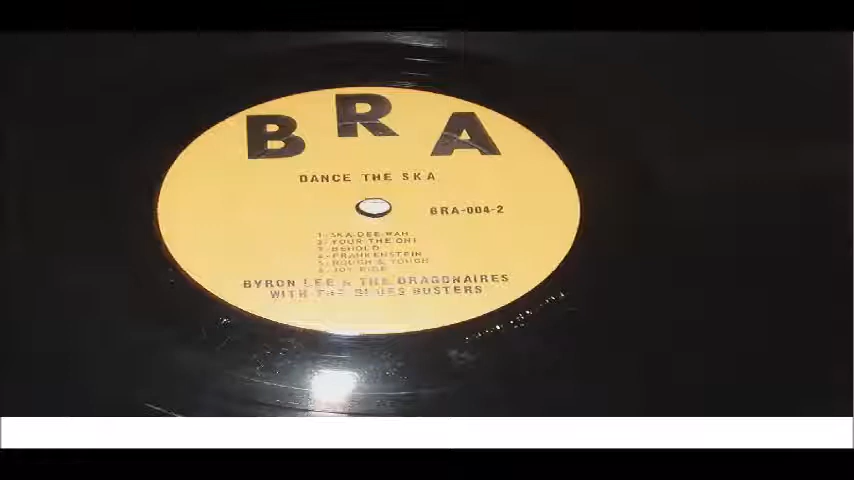 BRA
DANCE THE SKA
BRA-004-2
1-SKA-DEE-WAH
2-YOUR THE ONE
3-BEHOLD
4-FRANKENSTEIN
5-ROUGH & TOUGH
6-JOY RIDE
BYRON LEE & THE DRAGONAIRES
WITH THE BLUES BUSTERS